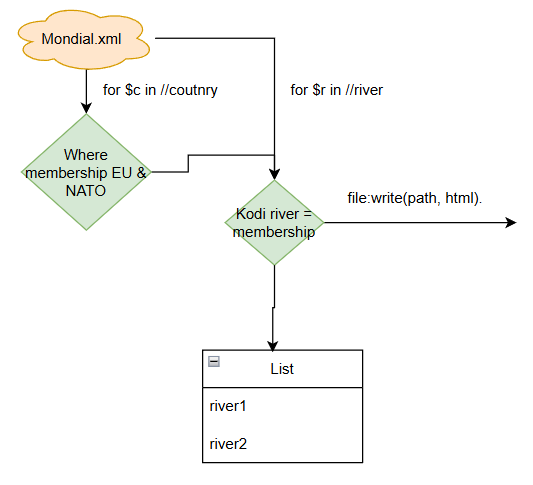 Mondial.xml
for $c in //coutnry
for $r in //river
Where
membership EU &
NATO
file:write(path, html).
Kodi river =
membership
List
river1
river2